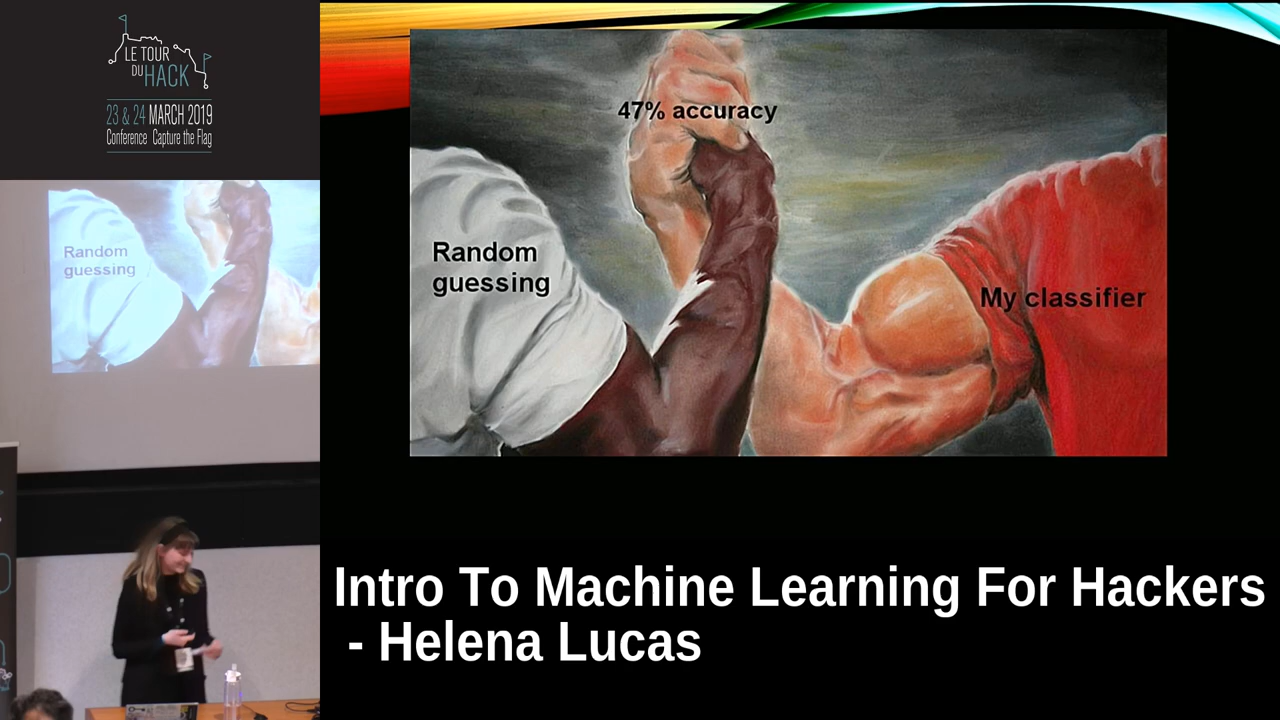 LE TOUR
DU HACK
23 & 24 MARCH 2019
Conference Capture the Flag
Random
guessing
47% accuracy
Random
guessing
My classifier
Intro To Machine Learning For Hackers
- Helena Lucas